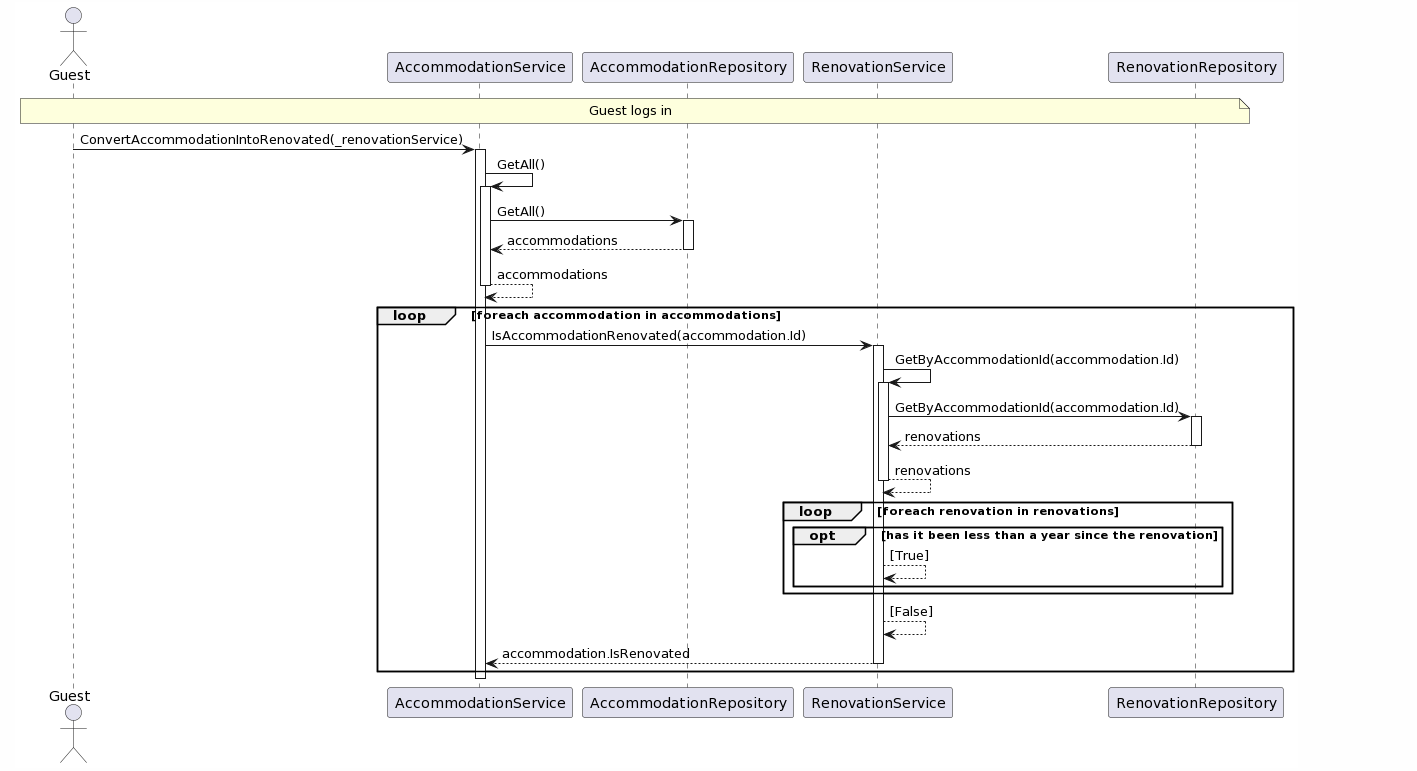 Guest
AccommodationService
AccommodationRepository
RenovationService
RenovationRepository
Guest logs in
ConvertAccommodationIntoRenovated(_renovationService)
GetAll()
GetAll()
accommodations
accommodations
loop
[foreach accommodation in accommodations]
IsAccommodationRenovated(accommodation.Id)
GetByAccommodationId(accommodation.Id)
GetByAccommodationId(accommodation.Id)
renovations
renovations
loop
[foreach renovation in renovations]
opt
[has it been less than a year since the renovation]
[True]
[False]
accommodation.IsRenovated
Guest
AccommodationService
AccommodationRepository
RenovationService
RenovationRepository